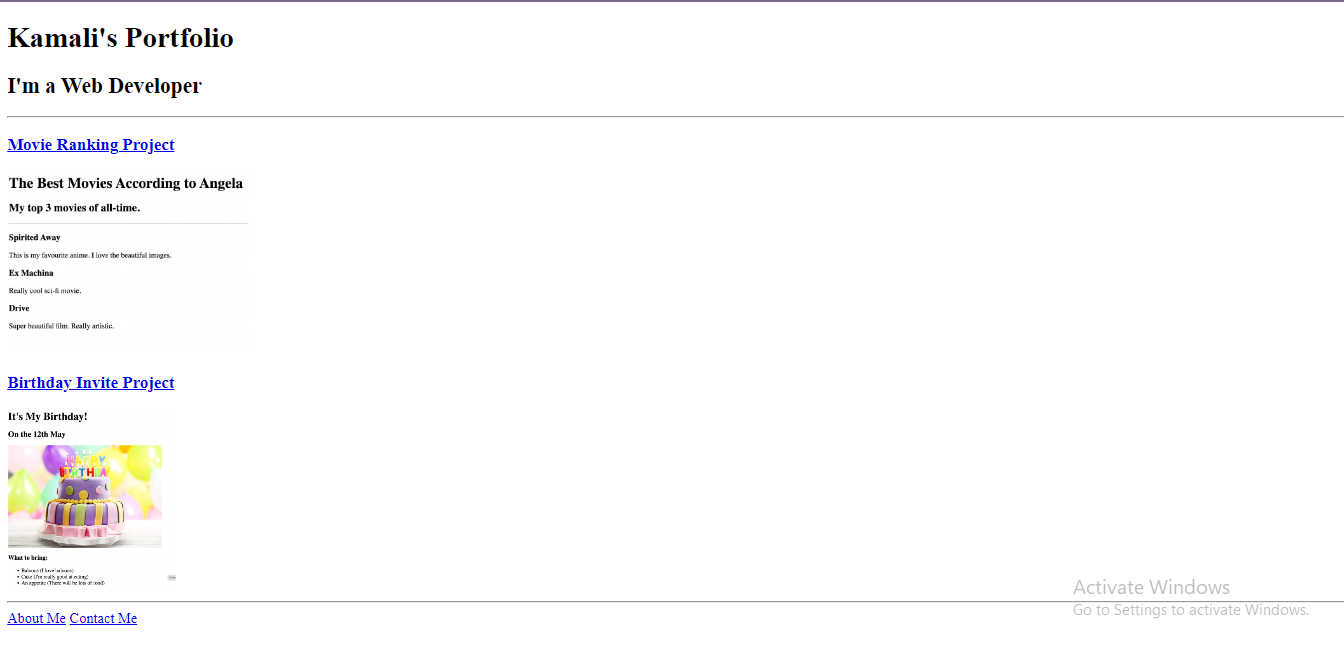 Kamali's Portfolio
I'm a Web Developer
Movie Ranking Project
The Best Movies According to Angela
My top 3 movies of all-time.
Spirited Away
This is my favourite anime. I love the beautiful images.
Ex Machina
Really cool sci-fi movie.
Drive
Super beautiful film. Really artistic.
Birthday Invite Project
It's My Birthday!
On the 12th May
HAPPY
BIRTHDAY
What to bring:
• Baloons (I love baloons)
• Cake (I'm really good at eating)
• An appetite (There will be lots of food)
About Me Contact Me
Activate Windows
Go to Settings to activate Windows.